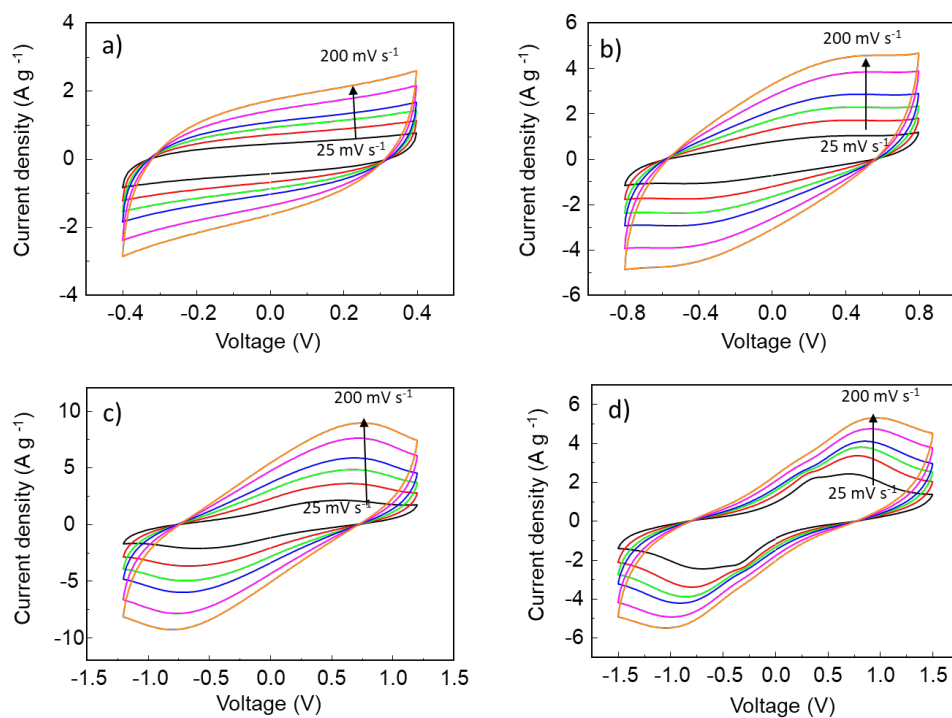 a)
200 mV s⁻¹
25 mV s⁻¹
Current density (A g⁻¹)
4
2
0
-2
-4
-0.4 -0.2 0.0 0.2 0.4
Voltage (V)
b)
200 mV s⁻¹
25 mV s⁻¹
Current density (A g⁻¹)
6
4
2
0
-2
-4
-6
-0.8 -0.4 0.0 0.4 0.8
Voltage (V)
c)
200 mV s⁻¹
25 mV s⁻¹
Current density (A g⁻¹)
10
5
0
-5
-10
-1.5 -1.0 -0.5 0.0 0.5 1.0 1.5
Voltage (V)
d)
200 mV s⁻¹
25 mV s⁻¹
Current density (A g⁻¹)
6
4
2
0
-2
-4
-6
-1.5 -1.0 -0.5 0.0 0.5 1.0 1.5
Voltage (V)